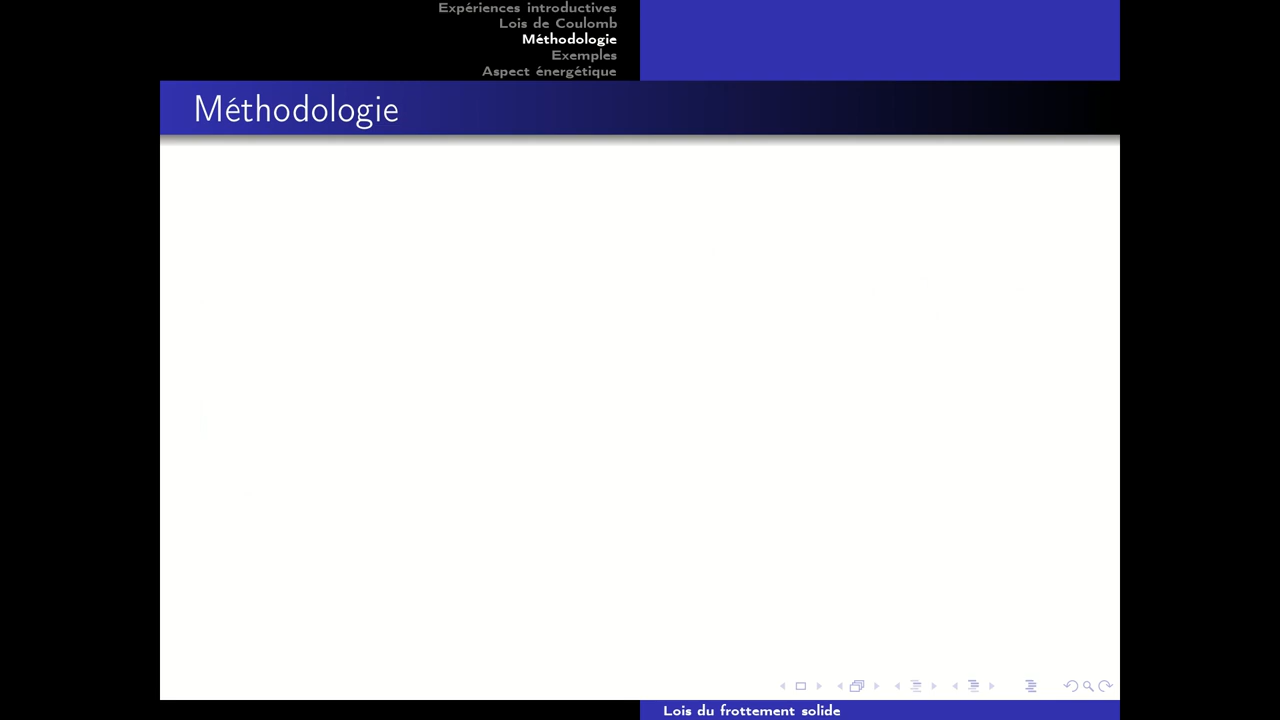 Expériences introductives
Lois de Coulomb
Méthodologie
Exemples
Aspect énergétique
Méthodologie
Lois du frottement solide